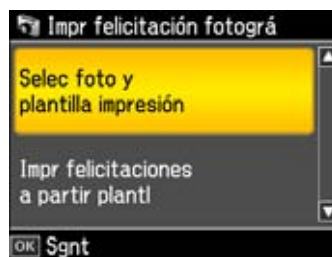 Impr felicitación fotográ
Selec foto y
plantilla impresión
Impr felicitaciones
a partir plantl
OK Sgnt